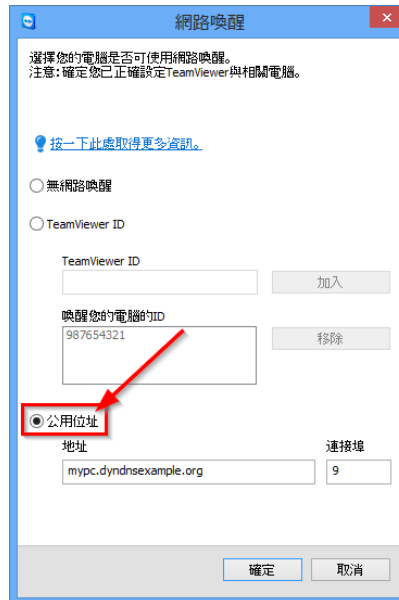 網路喚醒
選擇您的電腦是否可使用網路喚醒。
注意:確定您已正確設定TeamViewer與相關電腦。
按一下此處取得更多資訊。
無網路喚醒
TeamViewer ID
TeamViewer ID
加入
喚醒您的電腦的ID
987654321
移除
公用位址
地址 連接埠
mypc.dyndnsexample.org 9
確定 取消